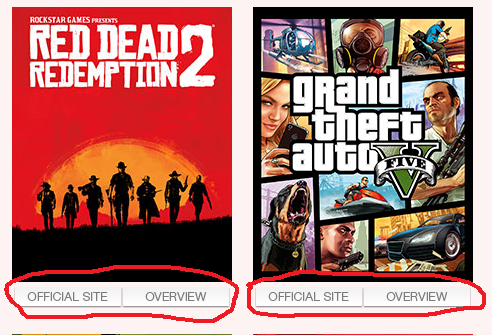 ROCKSTAR GAMES PRESENTS
RED DEAD
REDEMPTION 2
grand
theft
auto
V
FIVE
OFFICIAL SITE OVERVIEW
OFFICIAL SITE OVERVIEW